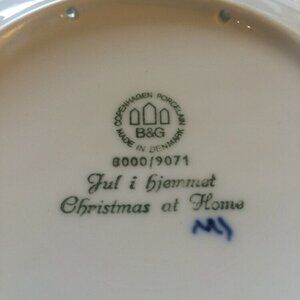 COPENHAGEN PORCELAIN
B&G
MADE IN DENMARK
8000/9071
Jul i hjemmet
Christmas at Home